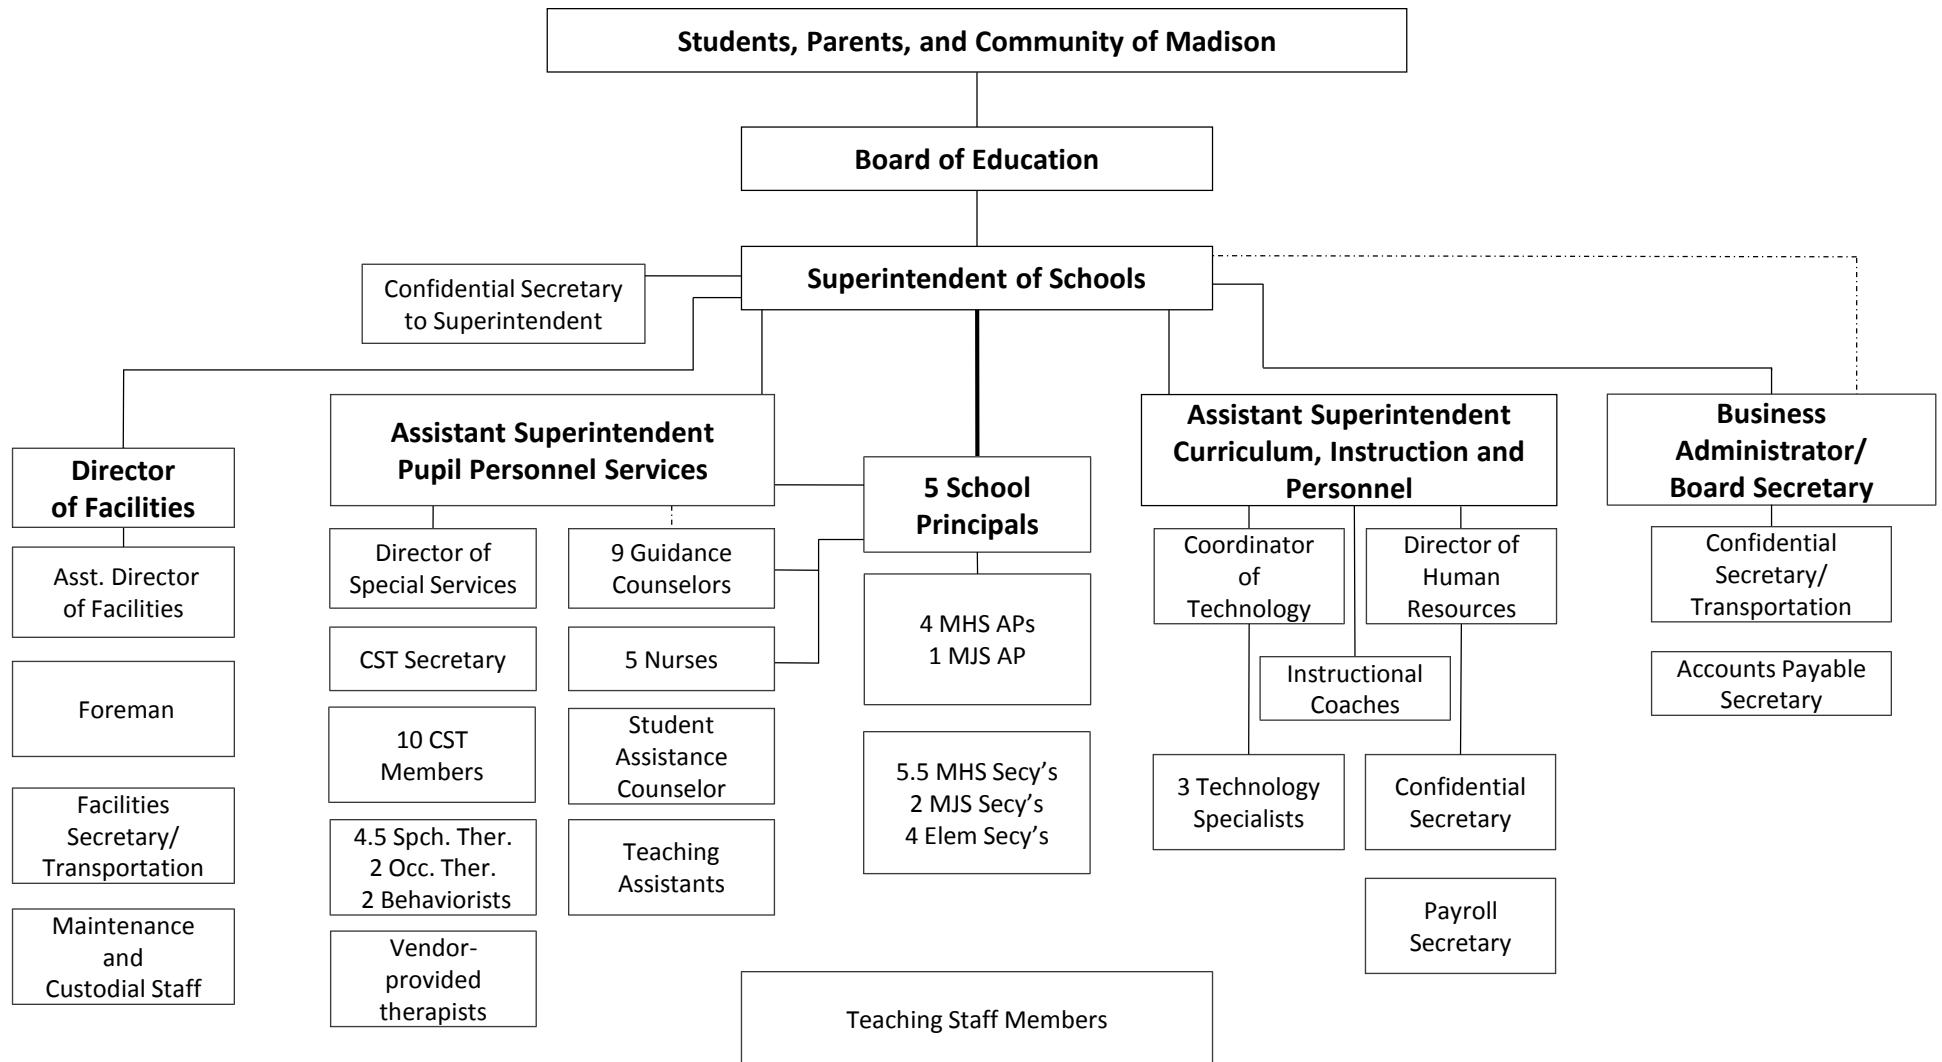 Students, Parents, and Community of Madison
Board of Education
Superintendent of Schools
Confidential Secretary
to Superintendent
Director
of Facilities
Asst. Director
of Facilities
Foreman
Facilities
Secretary/
Transportation
Maintenance
and
Custodial Staff
Assistant Superintendent
Pupil Personnel Services
Director of
Special Services
CST Secretary
10 CST
Members
4.5 Spch. Ther.
2 Occ. Ther.
2 Behaviorists
Vendor-
provided
therapists
9 Guidance
Counselors
5 Nurses
Student
Assistance
Counselor
Teaching
Assistants
5 School
Principals
4 MHS APs
1 MJS AP
5.5 MHS Secy’s
2 MJS Secy’s
4 Elem Secy’s
Teaching Staff Members
Assistant Superintendent
Curriculum, Instruction and
Personnel
Coordinator
of
Technology
3 Technology
Specialists
Instructional
Coaches
Director of
Human
Resources
Confidential
Secretary
Payroll
Secretary
Business
Administrator/
Board Secretary
Confidential
Secretary/
Transportation
Accounts Payable
Secretary